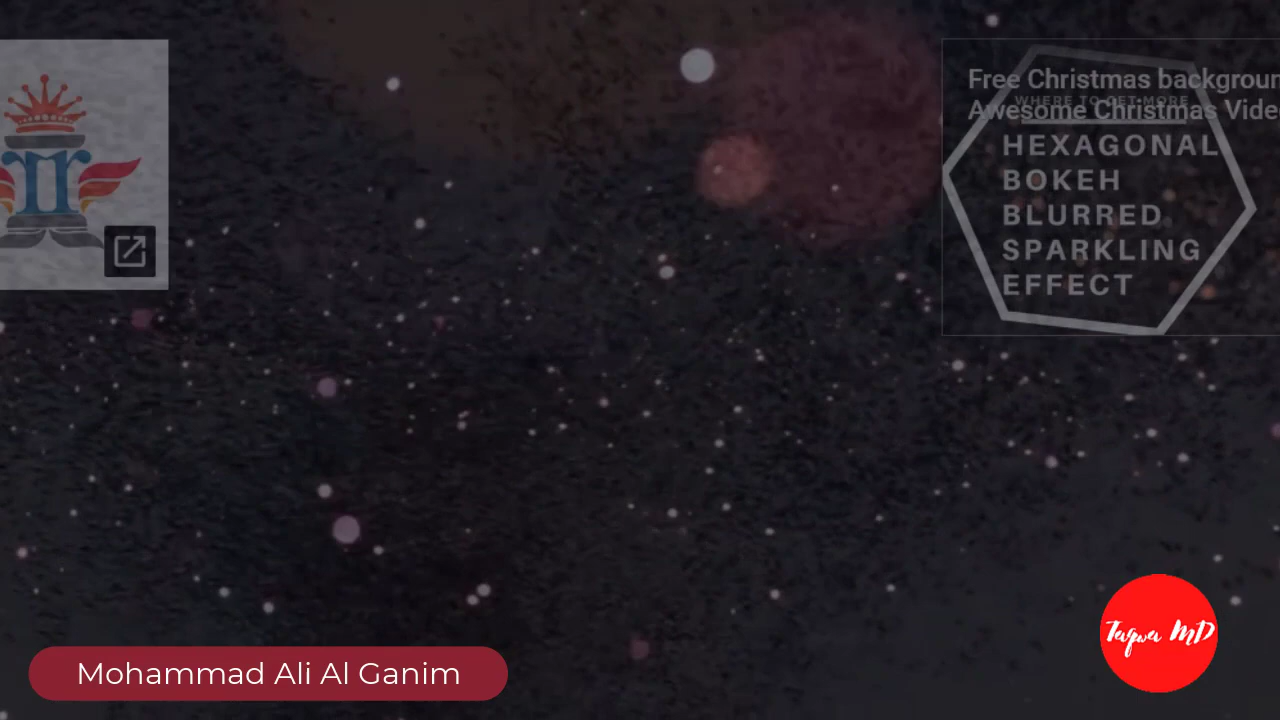 Free Christmas backgroun
WHERE TO GET MORE
Awesome Christmas Vide
HEXAGONAL
BOKEH
BLURRED
SPARKLING
EFFECT
Taqwa MD
Mohammad Ali Al Ganim